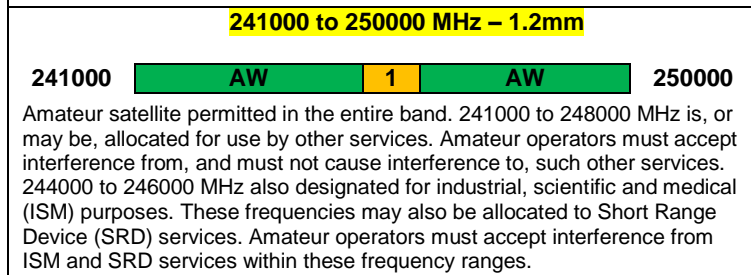 241000 to 250000 MHz – 1.2mm
241000 AW 1 AW 250000
Amateur satellite permitted in the entire band. 241000 to 248000 MHz is, or
may be, allocated for use by other services. Amateur operators must accept
interference from, and must not cause interference to, such other services.
244000 to 246000 MHz also designated for industrial, scientific and medical
(ISM) purposes. These frequencies may also be allocated to Short Range
Device (SRD) services. Amateur operators must accept interference from
ISM and SRD services within these frequency ranges.